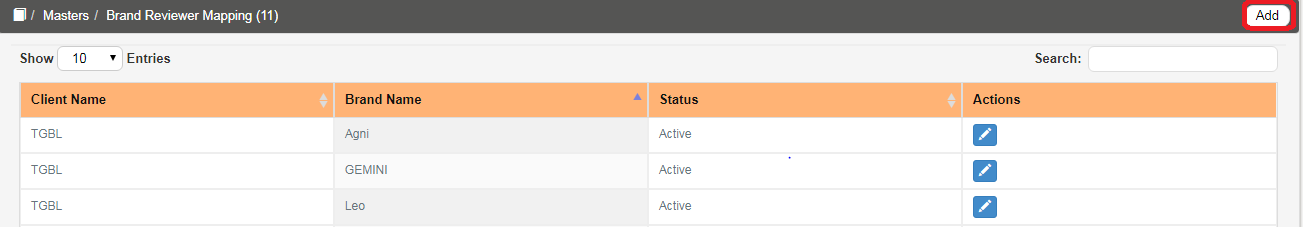 / Masters / Brand Reviewer Mapping (11) Add
Show 10 Entries Search:
Client Name Brand Name Status Actions
TGBL Agni Active
TGBL GEMINI Active
TGBL Leo Active